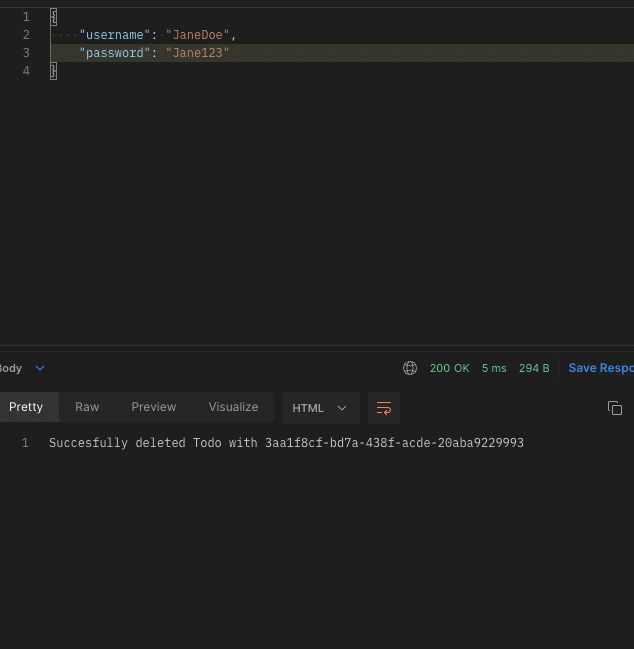 1 {
2 "username": "JaneDoe",
3 "password": "Jane123"
4 }
Body 200 OK 5 ms 294 B Save Respo
Pretty Raw Preview Visualize HTML
1 Succesfully deleted Todo with 3aa1f8cf-bd7a-438f-acde-20aba9229993